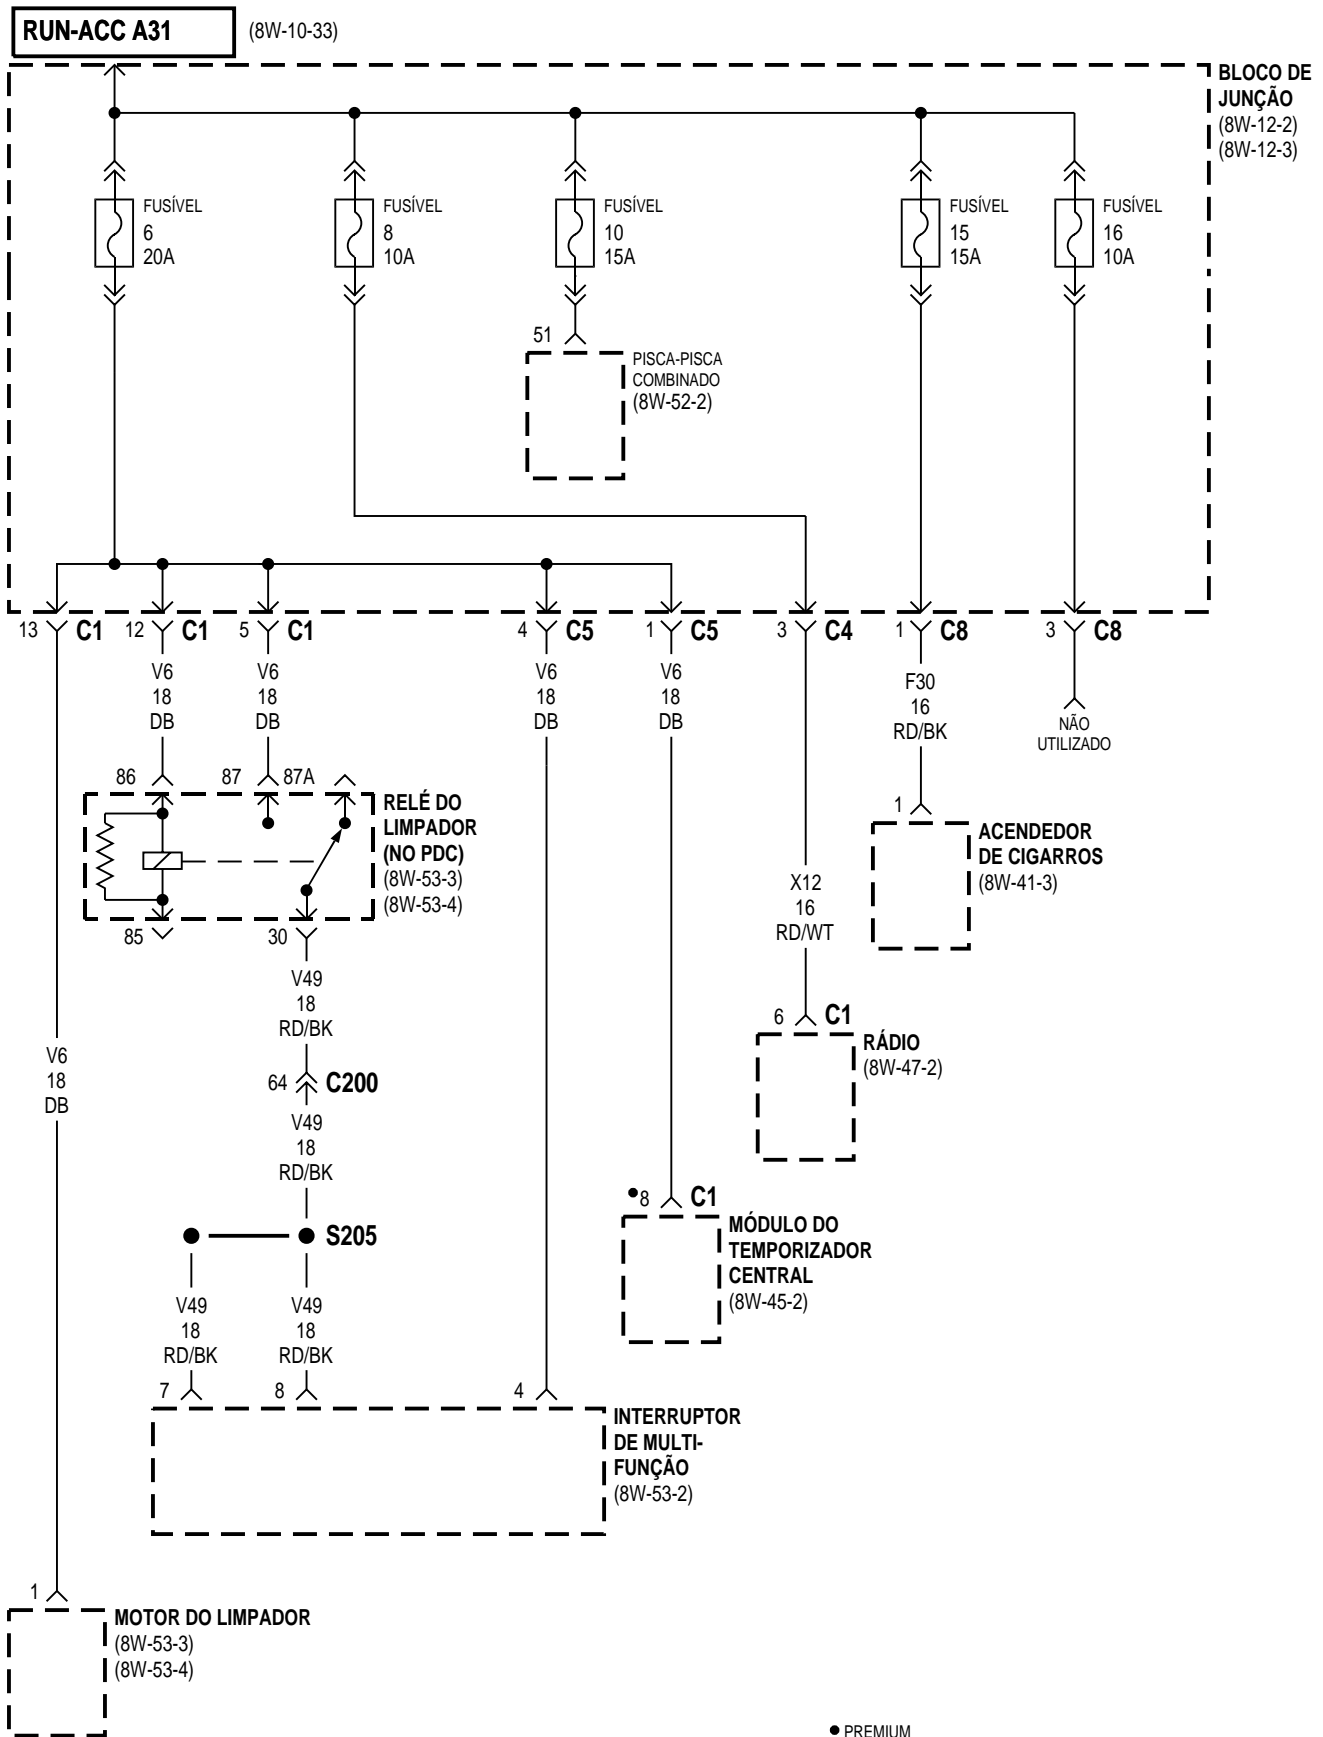 RUN-ACC A31 (8W-10-33)
BLOCO DE
JUNÇÃO
(8W-12-2)
(8W-12-3)
FUSÍVEL
6
20A
FUSÍVEL
8
10A
FUSÍVEL
10
15A
FUSÍVEL
15
15A
FUSÍVEL
16
10A
51
PISCA-PISCA
COMBINADO
(8W-52-2)
13 C1 12 C1 5 C1 4 C5 1 C5 3 C4 1 C8 3 C8
V6
18
DB
V6
18
DB
V6
18
DB
V6
18
DB
F30
16
RD/BK
NÃO
UTILIZADO
86 87 87A
RELÉ DO
LIMPADOR
(NO PDC)
(8W-53-3)
(8W-53-4)
85 30
1
ACENDEDOR
DE CIGARROS
(8W-41-3)
X12
16
RD/WT
V49
18
RD/BK
6 C1
RÁDIO
(8W-47-2)
V6
18
DB
64 C200
V49
18
RD/BK
•8 C1
MÓDULO DO
TEMPORIZADOR
CENTRAL
(8W-45-2)
S205
V49
18
RD/BK
V49
18
RD/BK
7 8 4
INTERRUPTOR
DE MULTI-
FUNÇÃO
(8W-53-2)
1
MOTOR DO LIMPADOR
(8W-53-3)
(8W-53-4)
• PREMIUM